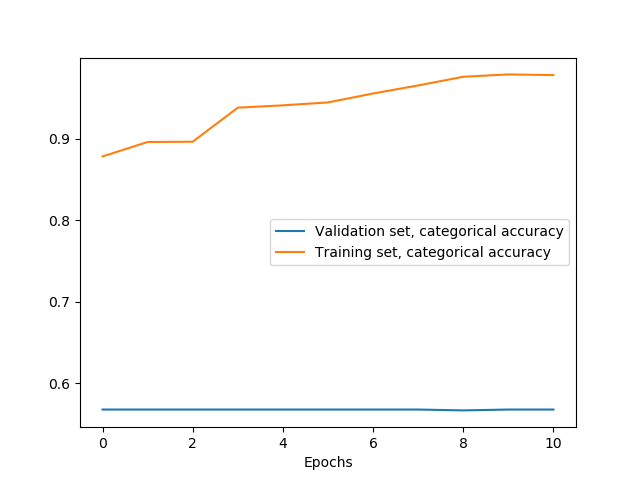 0.9
0.8
0.7
0.6
Validation set, categorical accuracy
Training set, categorical accuracy
0 2 4 6 8 10
Epochs